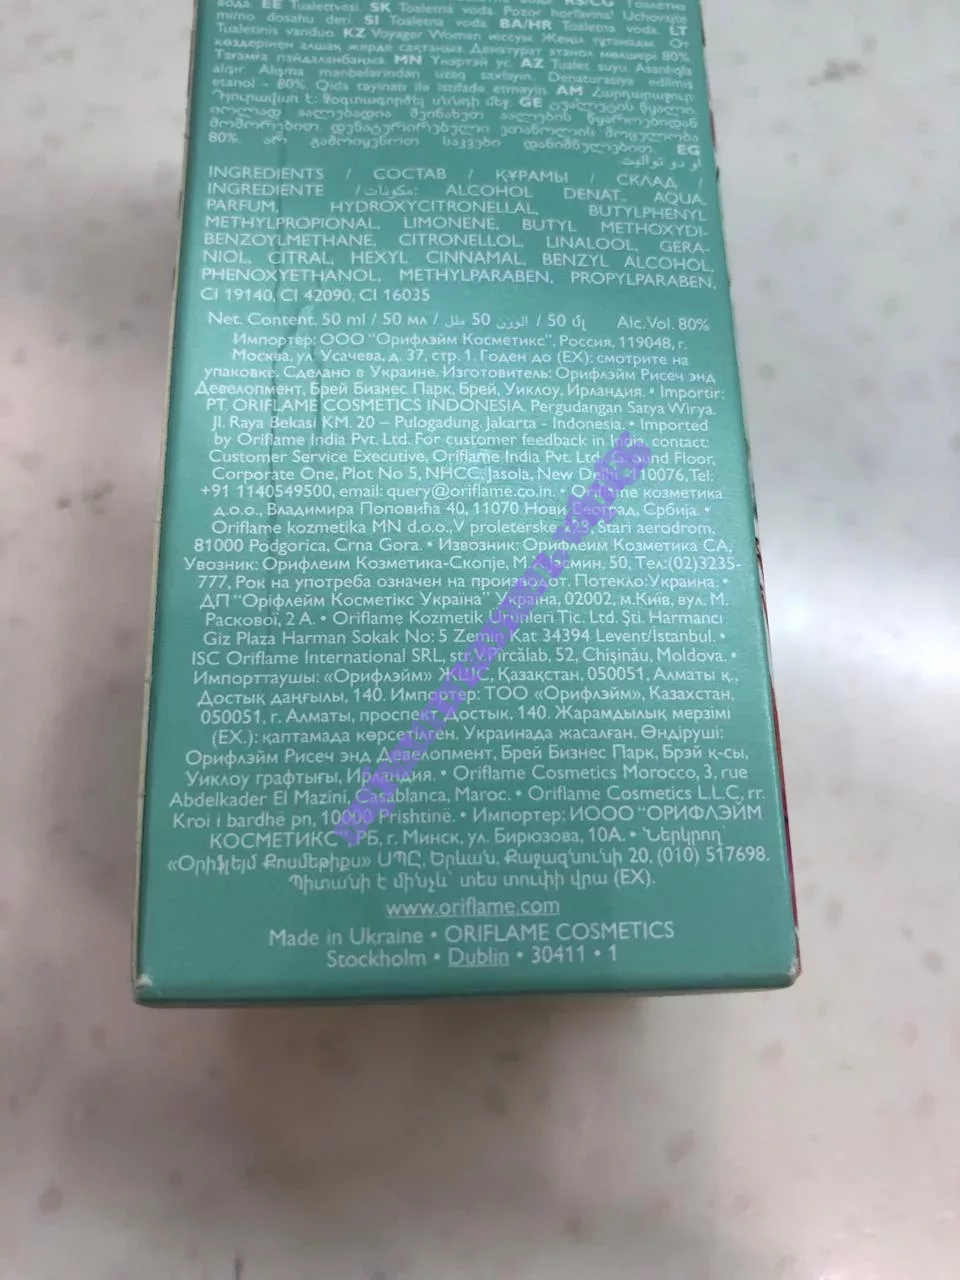 вода. EE Tualettvesi. SK Toaletná voda. Pozor horľavina! Uchovajte
mimo dosahu detí. SI Toaletna voda. BA/HR Toaletna voda. LT
Tualetinis vanduo. KZ Voyager Woman иіссуы. Жеңіл тұтанады. От
көздерінен алшақ жерде сақтаңыз. Денатурат этанол мөлшері 80%.
Тағамға пайдаланбаңыз. MN Үнэртэй ус. AZ Tualet suyu. Asanlıqla
alışır. Alışma mənbələrindən uzaq saxlayın. Denaturasiya edilmiş
etanol - 80%. Qida təyinatı ilə istifadə etməyin. AM
GE
80%. EG
او دو تواليت
INGREDIENTS / СОСТАВ / ҚҰРАМЫ / СКЛАД /
INGREDIENTE / مكونات: ALCOHOL DENAT., AQUA,
PARFUM, HYDROXYCITRONELLAL, BUTYLPHENYL
METHYLPROPIONAL, LIMONENE, BUTYL METHOXYDI-
BENZOYLMETHANE, CITRONELLOL, LINALOOL, GERA-
NIOL, CITRAL, HEXYL CINNAMAL, BENZYL ALCOHOL,
PHENOXYETHANOL, METHYLPARABEN, PROPYLPARABEN,
CI 19140, CI 42090, CI 16035
Net. Content. 50 ml / 50 мл / الوزن 50 ملل / 50 մլ Alc.Vol. 80%
Импортер: ООО "Орифлэйм Косметикс", Россия, 119048, г.
Москва, ул. Усачева, д. 37, стр. 1. Годен до (EX): смотрите на
упаковке. Сделано в Украине. Изготовитель: Орифлэйм Рисеч энд
Девелопмент, Брей Бизнес Парк, Брей, Уиклоу, Ирландия. • Importir:
PT. ORIFLAME COSMETICS INDONESIA. Pergudangan Satya Wirya.
Jl. Raya Bekasi KM. 20 – Pulogadung. Jakarta - Indonesia. • Imported
by Oriflame India Pvt. Ltd. For customer feedback in India, contact:
Customer Service Executive, Oriflame India Pvt. Ltd., Ground Floor,
Corporate One, Plot No 5, NHCC, Jasola, New Delhi -110076, Tel:
+91 1140549500, email: query@oriflame.co.in. • Oriflame козметика
д.о.о., Владимира Поповића 40, 11070 Нови Београд, Србија. •
Oriflame kozmetika MN d.o.o., V proleterske Stari aerodrom,
81000 Podgorica, Crna Gora. • Извозник: Орифлеим Козметика СА,
Увозник: Орифлеим Козметика-Скопје, М.Х.Јасмин. 50, Тел:(02)3235-
777, Рок на употреба означен на производот. Потекло:Украина. •
ДП "Оріфлейм Косметікс Україна" Україна, 02002, м.Київ, вул. М.
Раскової, 2 А. • Oriflame Kozmetik Ürünleri Tic. Ltd. Şti. Harmancı
Giz Plaza Harman Sokak No: 5 Zemin Kat 34394 Levent/İstanbul. •
ISC Oriflame International SRL, str. V.Pircălab, 52, Chişinău, Moldova. •
Импорттаушы: «Орифлэйм» ЖШС, Қазақстан, 050051, Алматы қ.,
Достық даңғылы, 140. Импортер: ТОО «Орифлэйм», Казахстан,
050051, г. Алматы, проспект Достык, 140. Жарамдылық мерзімі
(EX.): қаптамада көрсетілген. Украинада жасалған. Өндіруші:
Орифлэйм Рисеч энд Девелопмент, Брей Бизнес Парк, Брэй қ-сы,
Уиклоу графтығы, Ирландия. • Oriflame Cosmetics Morocco, 3, rue
Abdelkader El Mazini, Casablanca, Maroc. • Oriflame Cosmetics L.L.C, rr.
Kroi i bardhe pn, 10000 Prishtinë. • Импортер: ИООО "ОРИФЛЭЙМ
КОСМЕТИКС" РБ, г. Минск, ул. Бирюзова, 10А. • Ներկրող՝
«Օրիֆլեյմ Քոսմեթիքս» ՍՊԸ, Երևան, Քաջազնունի 20, (010) 517698.
Պիտանի է մինչև՝ տես տուփի վրա (EX).
www.oriflame.com
Made in Ukraine • ORIFLAME COSMETICS
Stockholm • Dublin • 30411 • 1